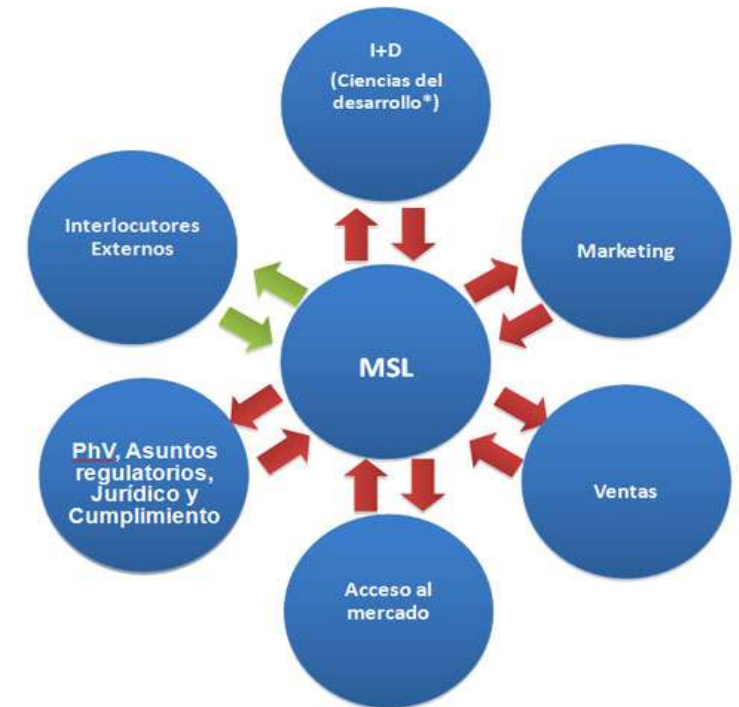 I+D
(Ciencias del
desarrollo*)
Interlocutores
Externos
Marketing
MSL
PhV, Asuntos
regulatorios,
Jurídico y
Cumplimiento
Ventas
Acceso al
mercado